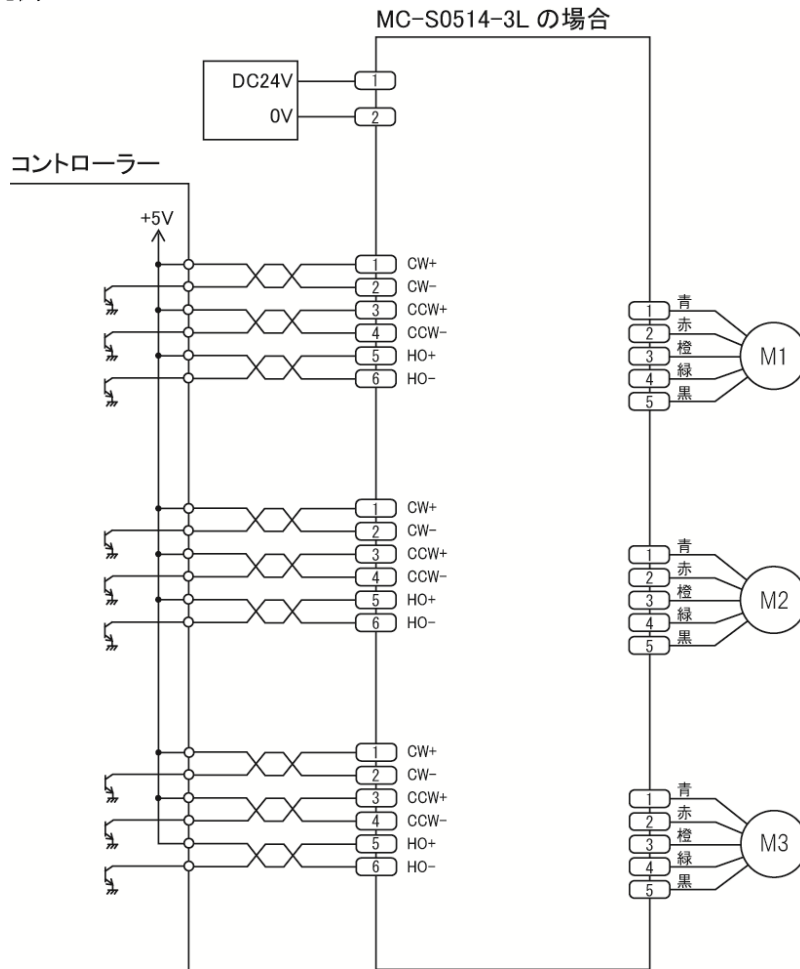 MC-S0514-3L の場合
DC24V
0V
1
2
コントローラー
+5V
1 CW+
2 CW-
3 CCW+
4 CCW-
5 HO+
6 HO-
1 青
2 赤
3 橙
4 緑
5 黒
M1
1 CW+
2 CW-
3 CCW+
4 CCW-
5 HO+
6 HO-
1 青
2 赤
3 橙
4 緑
5 黒
M2
1 CW+
2 CW-
3 CCW+
4 CCW-
5 HO+
6 HO-
1 青
2 赤
3 橙
4 緑
5 黒
M3